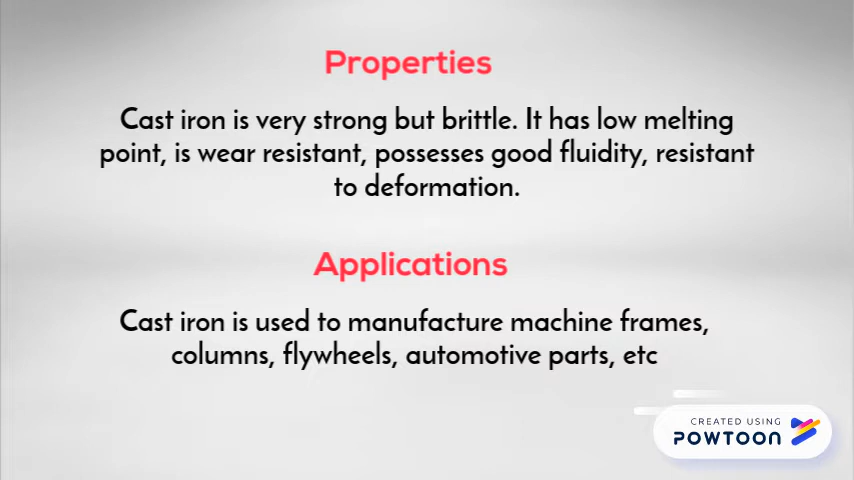 Properties
Cast iron is very strong but brittle. It has low melting
point, is wear resistant, possesses good fluidity, resistant
to deformation.
Applications
Cast iron is used to manufacture machine frames,
columns, flywheels, automotive parts, etc
CREATED USING
POWTOON